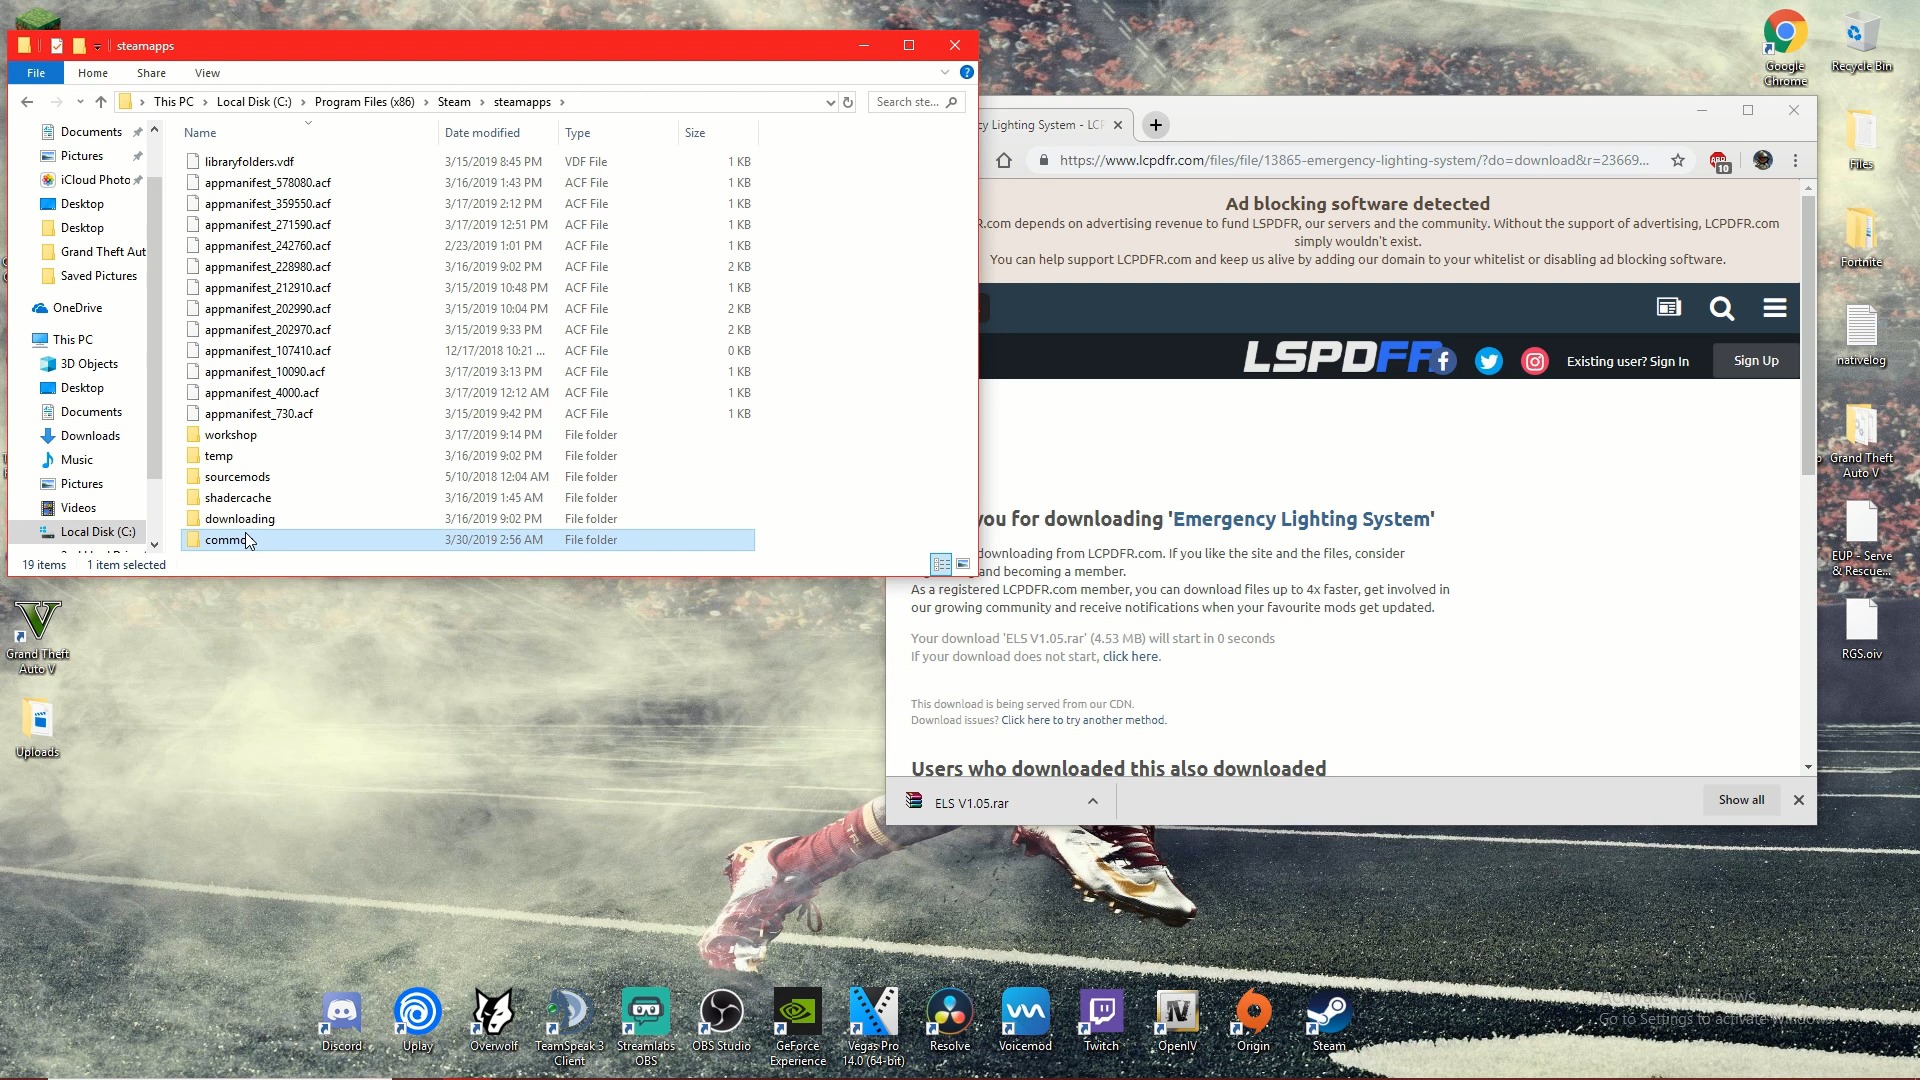 steamapps
File
Home
Share
View
This PC
Local Disk (C:)
Program Files (x86)
Steam
steamapps
Search ste...
Name
Date modified
Type
Size
Documents
Pictures
iCloud Photo
Desktop
Desktop
Grand Theft Aut
Saved Pictures
OneDrive
This PC
3D Objects
Desktop
Documents
Downloads
Music
Pictures
Videos
Local Disk (C:)
libraryfolders.vdf 3/15/2019 8:45 PM VDF File 1 KB
appmanifest_578080.acf 3/16/2019 1:43 PM ACF File 1 KB
appmanifest_359550.acf 3/17/2019 2:12 PM ACF File 1 KB
appmanifest_271590.acf 3/17/2019 12:51 PM ACF File 1 KB
appmanifest_242760.acf 2/23/2019 1:01 PM ACF File 1 KB
appmanifest_228980.acf 3/16/2019 9:02 PM ACF File 2 KB
appmanifest_212910.acf 3/15/2019 10:48 PM ACF File 1 KB
appmanifest_202990.acf 3/15/2019 10:04 PM ACF File 2 KB
appmanifest_202970.acf 3/15/2019 9:33 PM ACF File 2 KB
appmanifest_107410.acf 12/17/2018 10:21 ... ACF File 0 KB
appmanifest_10090.acf 3/17/2019 3:13 PM ACF File 1 KB
appmanifest_4000.acf 3/17/2019 12:12 AM ACF File 1 KB
appmanifest_730.acf 3/15/2019 9:42 PM ACF File 1 KB
workshop 3/17/2019 9:14 PM File folder
temp 3/16/2019 9:02 PM File folder
sourcemods 5/10/2018 12:04 AM File folder
shadercache 3/16/2019 1:45 AM File folder
downloading 3/16/2019 9:02 PM File folder
commo 3/30/2019 2:56 AM File folder
19 items
1 item selected
cy Lighting System - LCP
https://www.lcpdfr.com/files/file/13865-emergency-lighting-system/?do=download&r=23669...
ABP
10
Ad blocking software detected
R.com depends on advertising revenue to fund LSPDFR, our servers and the community. Without the support of advertising, LCPDFR.com
simply wouldn't exist.
You can help support LCPDFR.com and keep us alive by adding our domain to your whitelist or disabling ad blocking software.
LSPDFR
Existing user? Sign In
Sign Up
you for downloading 'Emergency Lighting System'
downloading from LCPDFR.com. If you like the site and the files, consider
and becoming a member.
As a registered LCPDFR.com member, you can download files up to 4x faster, get involved in
our growing community and receive notifications when your favourite mods get updated.
Your download 'ELS V1.05.rar' (4.53 MB) will start in 0 seconds
If your download does not start, click here.
This download is being served from our CDN.
Download issues? Click here to try another method.
Users who downloaded this also downloaded
ELS V1.05.rar
Show all
Google
Chrome
Recycle Bin
Files
Fortnite
nativelog
Grand Theft
Auto V
EUP - Serve
& Rescue...
RGS.oiv
Grand Theft
Auto V
Uploads
Activate Windows
Go to Settings to activate Windows.
Discord
Uplay
Overwolf
TeamSpeak 3
Client
Streamlabs
OBS
OBS Studio
GeForce
Experience
Vegas Pro
14.0 (64-bit)
Resolve
Voicemod
Twitch
OpenIV
Origin
Steam